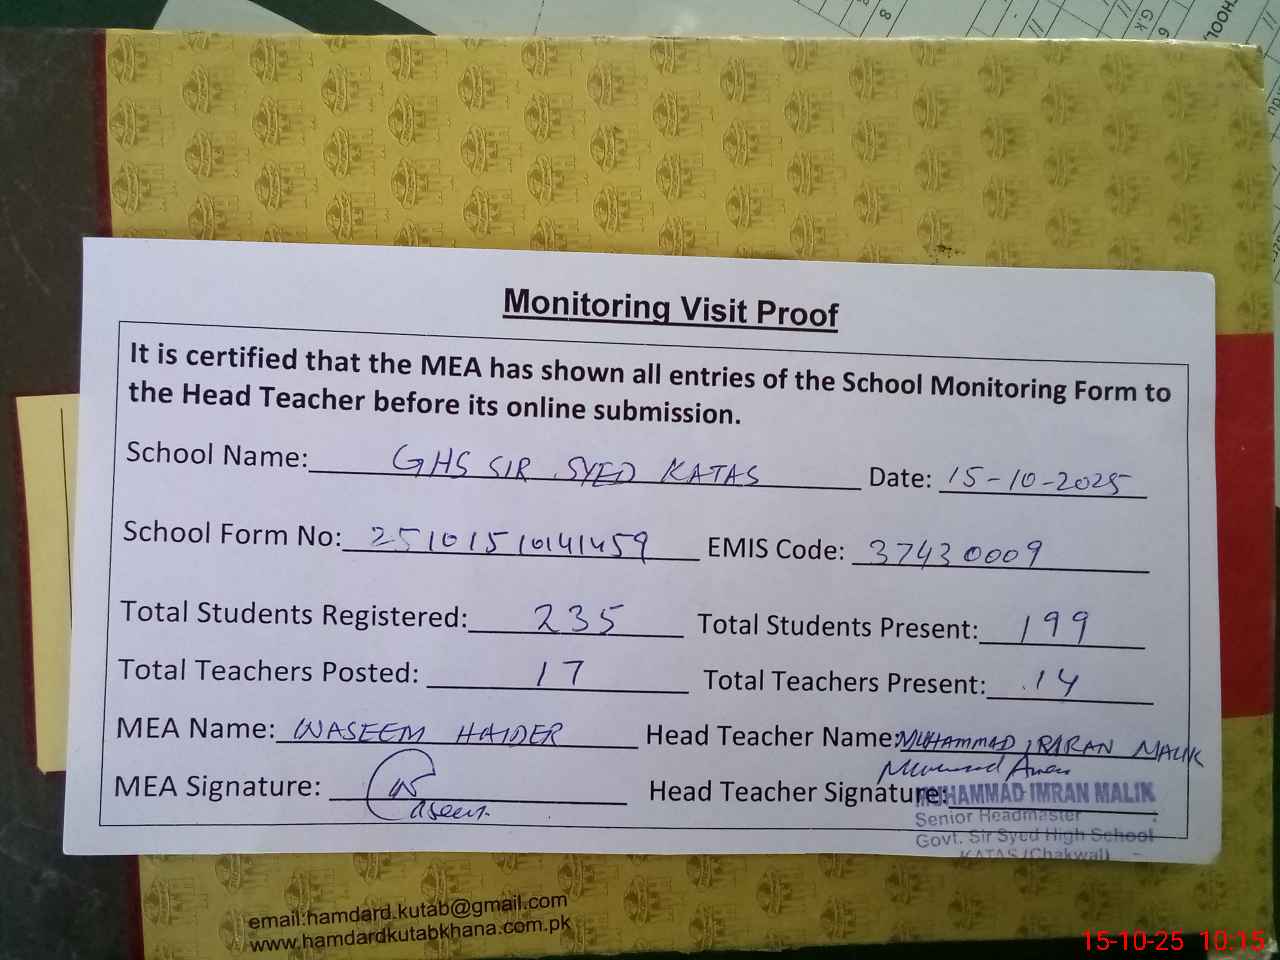 Monitoring Visit Proof
It is certified that the MEA has shown all entries of the School Monitoring Form to
the Head Teacher before its online submission.
School Name: GHS SIR SYED KATAS Date: 15-10-2025
School Form No: 25101510141459 EMIS Code: 37430009
Total Students Registered: 235 Total Students Present: 199
Total Teachers Posted: 17 Total Teachers Present: 14
MEA Name: WASEEM HAIDER Head Teacher Name: MUHAMMAD IMRAN MALIK
MEA Signature: Waseem Head Teacher Signature:
MUHAMMAD IMRAN MALIK
Senior Headmaster
Govt. Sir Syed High School
KATAS (Chakwal)
email:hamdard.kutab@gmail.com
www.hamdardkutabkhana.com.pk
15-10-25 10:15